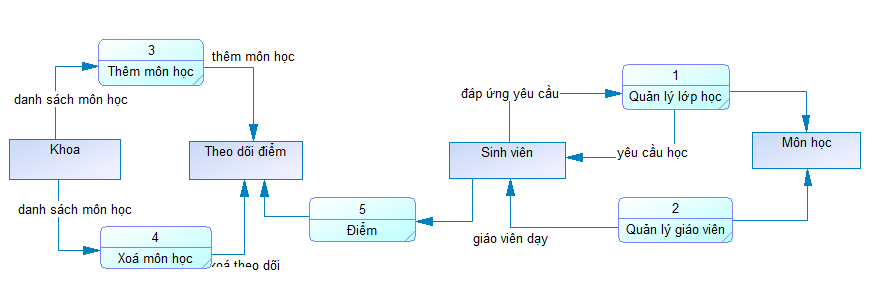 3
Thêm môn học
thêm môn học
danh sách môn học
Khoa
Theo dõi điểm
danh sách môn học
4
Xoá môn học
xoá theo dõi
5
Điểm
đáp ứng yêu cầu
1
Quản lý lớp học
Sinh viên
yêu cầu học
Môn học
2
Quản lý giáo viên
giáo viên dạy